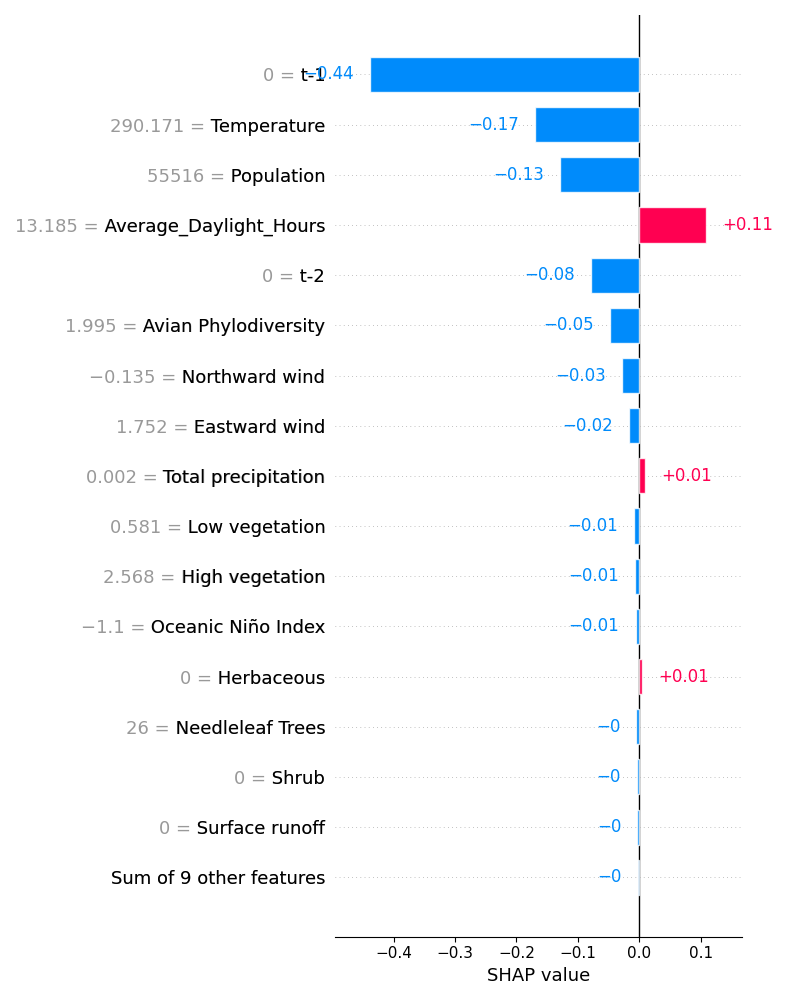 0 = t-1 −0.44
290.171 = Temperature −0.17
55516 = Population −0.13
13.185 = Average_Daylight_Hours +0.11
0 = t-2 −0.08
1.995 = Avian Phylodiversity −0.05
−0.135 = Northward wind −0.03
1.752 = Eastward wind −0.02
0.002 = Total precipitation +0.01
0.581 = Low vegetation −0.01
2.568 = High vegetation −0.01
−1.1 = Oceanic Niño Index −0.01
0 = Herbaceous +0.01
26 = Needleleaf Trees −0
0 = Shrub −0
0 = Surface runoff −0
Sum of 9 other features −0
−0.4 −0.3 −0.2 −0.1 0.0 0.1
SHAP value